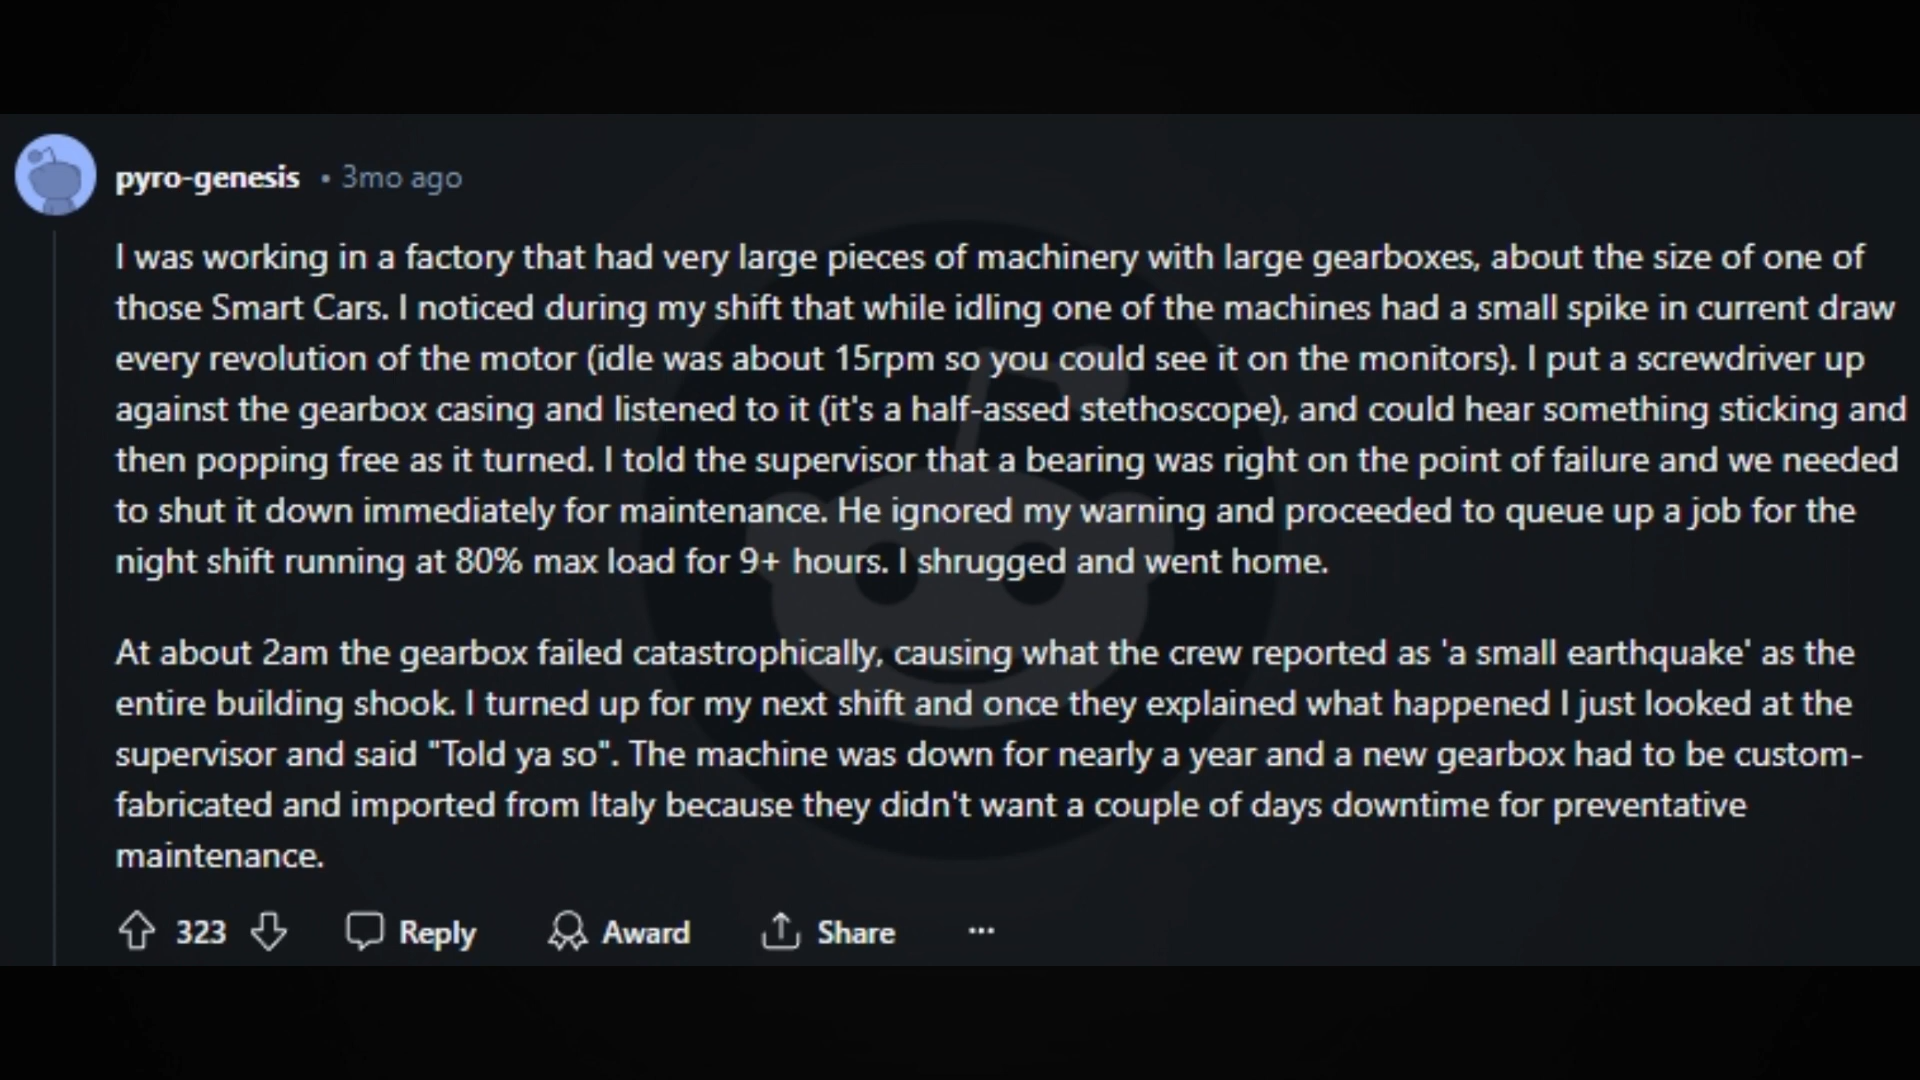 pyro-genesis • 3mo ago
I was working in a factory that had very large pieces of machinery with large gearboxes, about the size of one of
those Smart Cars. I noticed during my shift that while idling one of the machines had a small spike in current draw
every revolution of the motor (idle was about 15rpm so you could see it on the monitors). I put a screwdriver up
against the gearbox casing and listened to it (it's a half-assed stethoscope), and could hear something sticking and
then popping free as it turned. I told the supervisor that a bearing was right on the point of failure and we needed
to shut it down immediately for maintenance. He ignored my warning and proceeded to queue up a job for the
night shift running at 80% max load for 9+ hours. I shrugged and went home.
At about 2am the gearbox failed catastrophically, causing what the crew reported as 'a small earthquake' as the
entire building shook. I turned up for my next shift and once they explained what happened I just looked at the
supervisor and said "Told ya so". The machine was down for nearly a year and a new gearbox had to be custom-
fabricated and imported from Italy because they didn't want a couple of days downtime for preventative
maintenance.
323 Reply Award Share ...